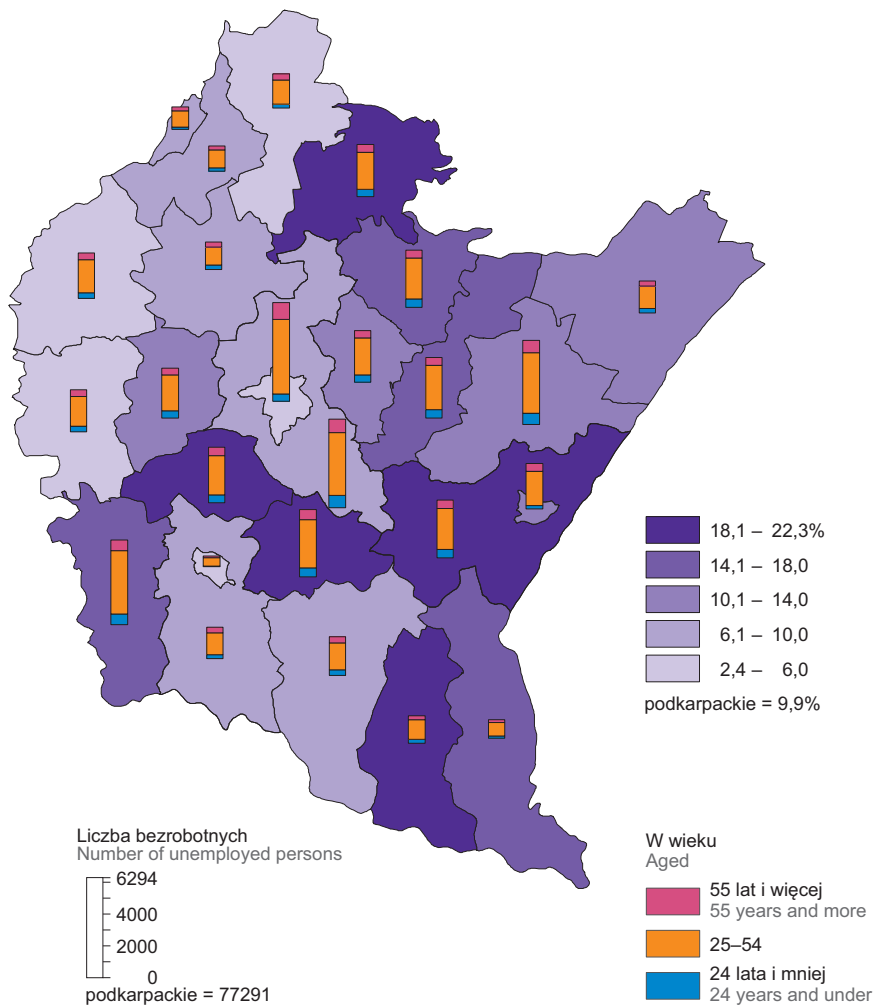 18,1 – 22,3%
14,1 – 18,0
10,1 – 14,0
6,1 – 10,0
2,4 – 6,0
podkarpackie = 9,9%
Liczba bezrobotnych
Number of unemployed persons
6294
4000
2000
0
podkarpackie = 77291
W wieku
Aged
55 lat i więcej
55 years and more
25–54
24 lata i mniej
24 years and under